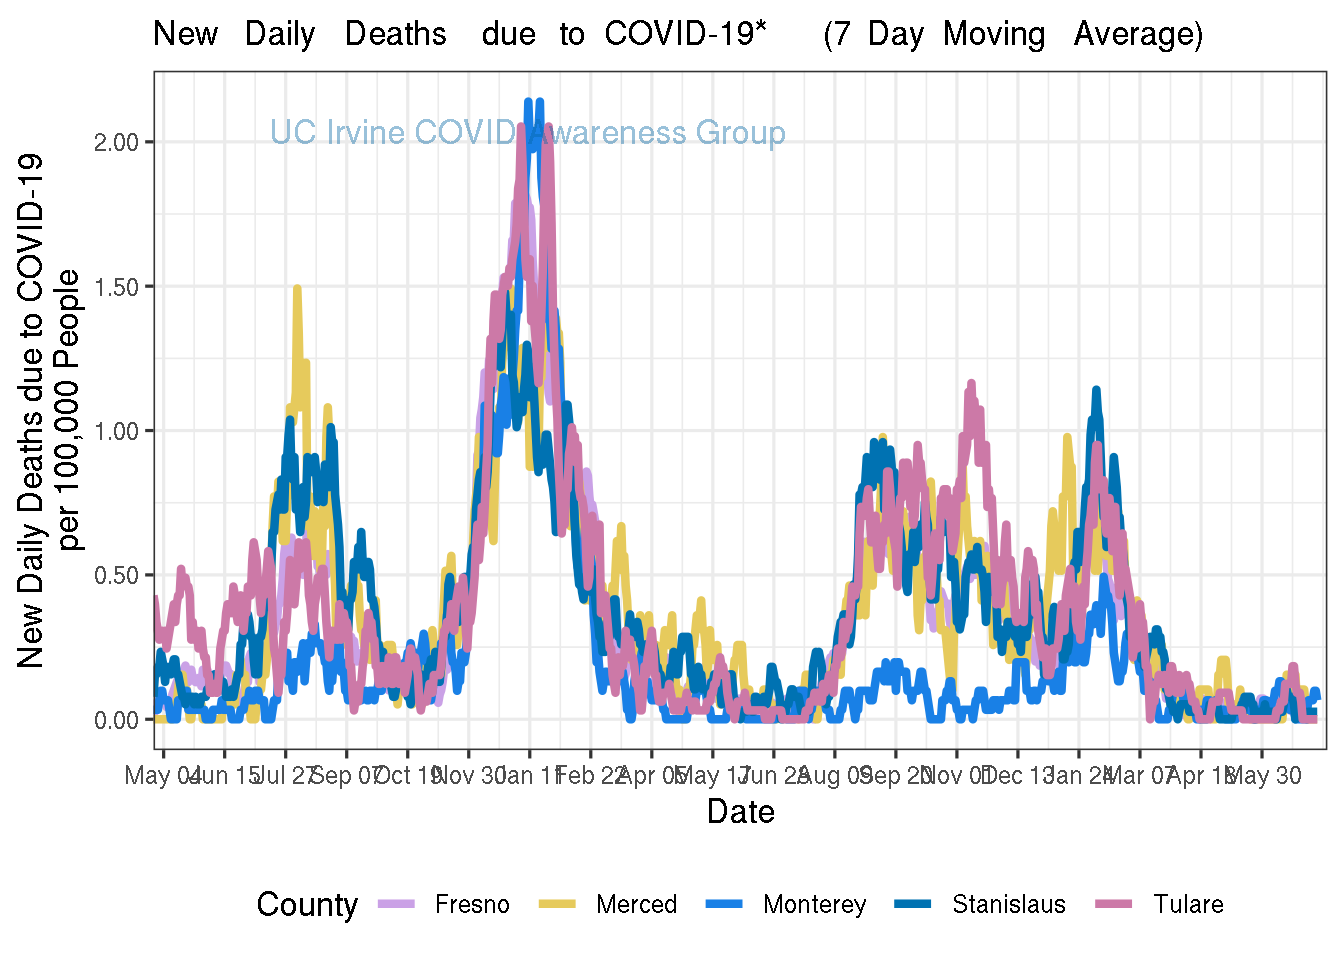 New Daily Deaths due to COVID-19* (7 Day Moving Average)
UC Irvine COVID Awareness Group
New Daily Deaths due to COVID-19
per 100,000 People
2.00
1.50
1.00
0.50
0.00
May 04 Jun 15 Jul 27 Sep 07 Oct 19 Nov 30 Jan 11 Feb 22 Apr 05 May 17 Jun 28 Aug 09 Sep 20 Nov 01 Dec 13 Jan 24 Mar 07 Apr 18 May 30
Date
County Fresno Merced Monterey Stanislaus Tulare